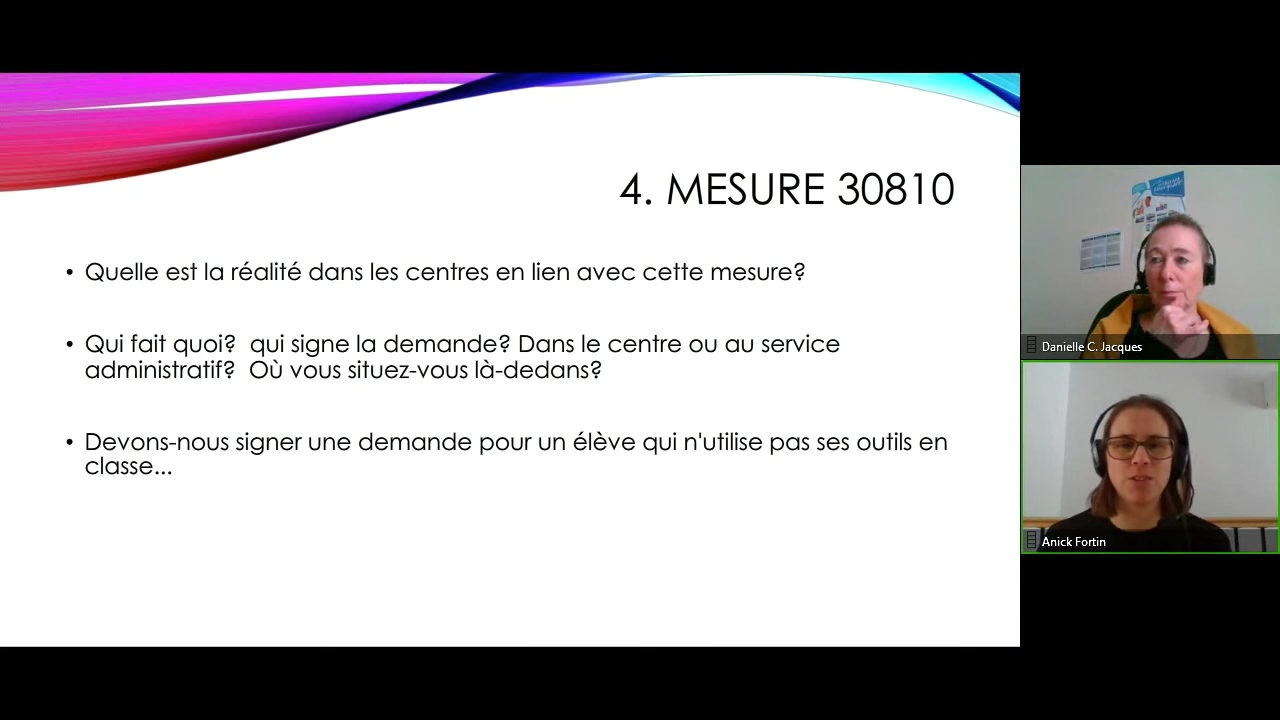 4. MESURE 30810
• Quelle est la réalité dans les centres en lien avec cette mesure?
• Qui fait quoi?  qui signe la demande? Dans le centre ou au service
administratif?  Où vous situez-vous là-dedans?
• Devons-nous signer une demande pour un élève qui n'utilise pas ses outils en
classe...
Danielle C. Jacques
Anick Fortin